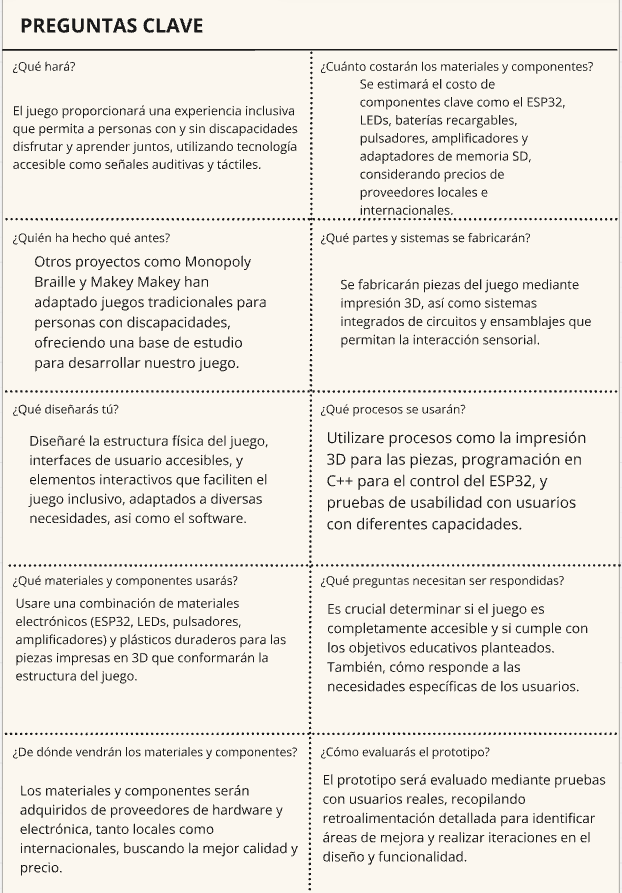 PREGUNTAS CLAVE
¿Qué hará?
El juego proporcionará una experiencia inclusiva
que permita a personas con y sin discapacidades
disfrutar y aprender juntos, utilizando tecnología
accesible como señales auditivas y táctiles.
¿Cuánto costarán los materiales y componentes?
Se estimará el costo de
componentes clave como el ESP32,
LEDs, baterías recargables,
pulsadores, amplificadores y
adaptadores de memoria SD,
considerando precios de
proveedores locales e
internacionales.
¿Quién ha hecho qué antes?
Otros proyectos como Monopoly
Braille y Makey Makey han
adaptado juegos tradicionales para
personas con discapacidades,
ofreciendo una base de estudio
para desarrollar nuestro juego.
¿Qué partes y sistemas se fabricarán?
Se fabricarán piezas del juego mediante
impresión 3D, así como sistemas
integrados de circuitos y ensamblajes que
permitan la interacción sensorial.
¿Qué diseñarás tú?
Diseñaré la estructura física del juego,
interfaces de usuario accesibles, y
elementos interactivos que faciliten el
juego inclusivo, adaptados a diversas
necesidades, asi como el software.
¿Qué procesos se usarán?
Utilizare procesos como la impresión
3D para las piezas, programación en
C++ para el control del ESP32, y
pruebas de usabilidad con usuarios
con diferentes capacidades.
¿Qué materiales y componentes usarás?
Usare una combinación de materiales
electrónicos (ESP32, LEDs, pulsadores,
amplificadores) y plásticos duraderos para las
piezas impresas en 3D que conformarán la
estructura del juego.
¿Qué preguntas necesitan ser respondidas?
Es crucial determinar si el juego es
completamente accesible y si cumple con
los objetivos educativos planteados.
También, cómo responde a las
necesidades específicas de los usuarios.
¿De dónde vendrán los materiales y componentes?
Los materiales y componentes serán
adquiridos de proveedores de hardware y
electrónica, tanto locales como
internacionales, buscando la mejor calidad y
precio.
¿Cómo evaluarás el prototipo?
El prototipo será evaluado mediante pruebas
con usuarios reales, recopilando
retroalimentación detallada para identificar
áreas de mejora y realizar iteraciones en el
diseño y funcionalidad.